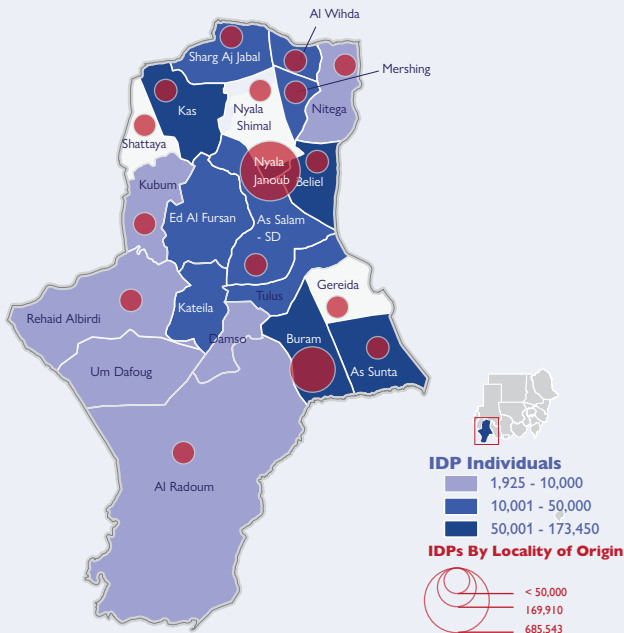 Al Wihda
Sharg Aj Jabal
Mershing
Kas
Nyala
Shimal
Nitega
Shattaya
Nyala
Janoub
Beliel
Kubum
Ed Al Fursan
As Salam
- SD
Gereida
Tulus
Kateila
Rehaid Albirdi
Damso
Buram
Um Dafoug
As Sunta
Al Radoum
IDP Individuals
1,925 - 10,000
10,001 - 50,000
50,001 - 173,450
IDPs By Locality of Origin
< 50,000
169,910
685,543